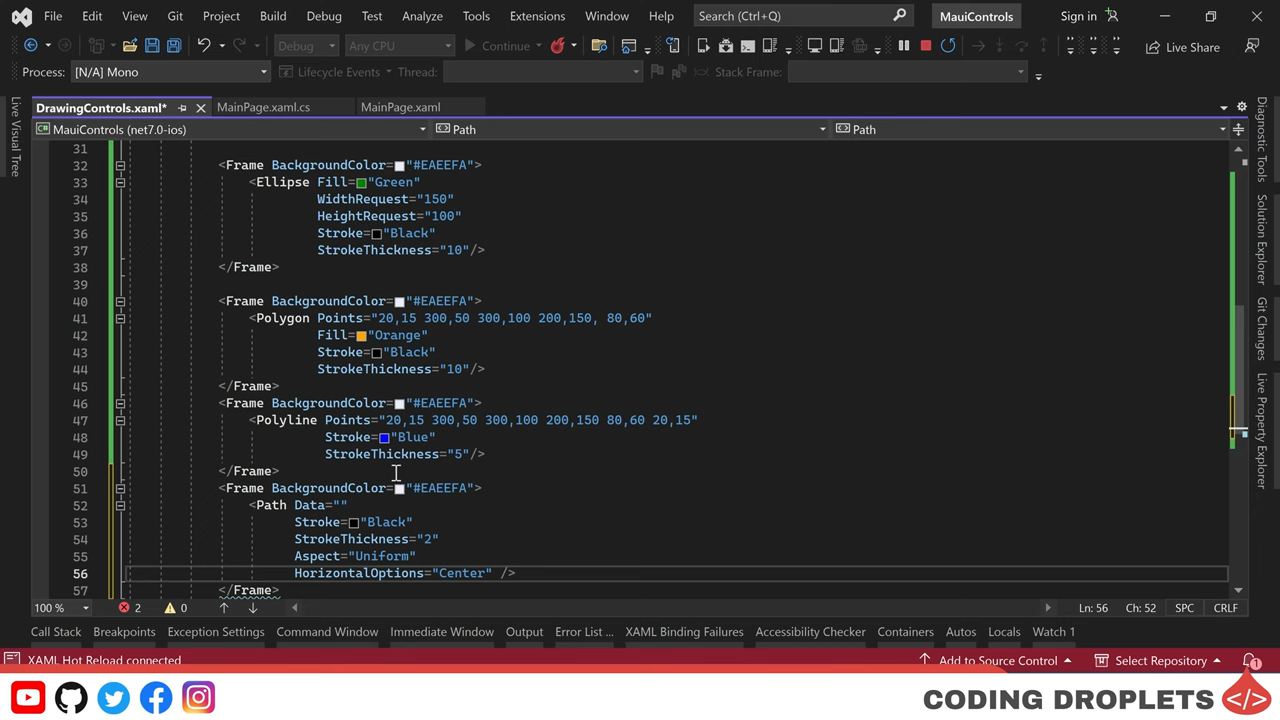 File Edit View Git Project Build Debug Test Analyze Tools Extensions Window Help Search (Ctrl+Q) MauiControls Sign in
Debug Any CPU Continue Live Share
Process: [N/A] Mono Lifecycle Events Thread: Stack Frame:
DrawingControls.xaml* MainPage.xaml.cs MainPage.xaml
MauiControls (net7.0-ios) Path Path
31
32 <Frame BackgroundColor="#EAEEFA">
33 <Ellipse Fill="Green"
34 WidthRequest="150"
35 HeightRequest="100"
36 Stroke="Black"
37 StrokeThickness="10"/>
38 </Frame>
39
40 <Frame BackgroundColor="#EAEEFA">
41 <Polygon Points="20,15 300,50 300,100 200,150, 80,60"
42 Fill="Orange"
43 Stroke="Black"
44 StrokeThickness="10"/>
45 </Frame>
46 <Frame BackgroundColor="#EAEEFA">
47 <Polyline Points="20,15 300,50 300,100 200,150 80,60 20,15"
48 Stroke="Blue"
49 StrokeThickness="5"/>
50 </Frame>
51 <Frame BackgroundColor="#EAEEFA">
52 <Path Data=""
53 Stroke="Black"
54 StrokeThickness="2"
55 Aspect="Uniform"
56 HorizontalOptions="Center" />
57 </Frame>
100 % 2 0 Ln: 56 Ch: 52 SPC CRLF
Call Stack Breakpoints Exception Settings Command Window Immediate Window Output Error List ... XAML Binding Failures Accessibility Checker Containers Autos Locals Watch 1
XAML Hot Reload connected Add to Source Control Select Repository 1
Live Visual Tree
Diagnostic Tools
Solution Explorer
Git Changes
Live Property Explorer
CODING DROPLETS </>